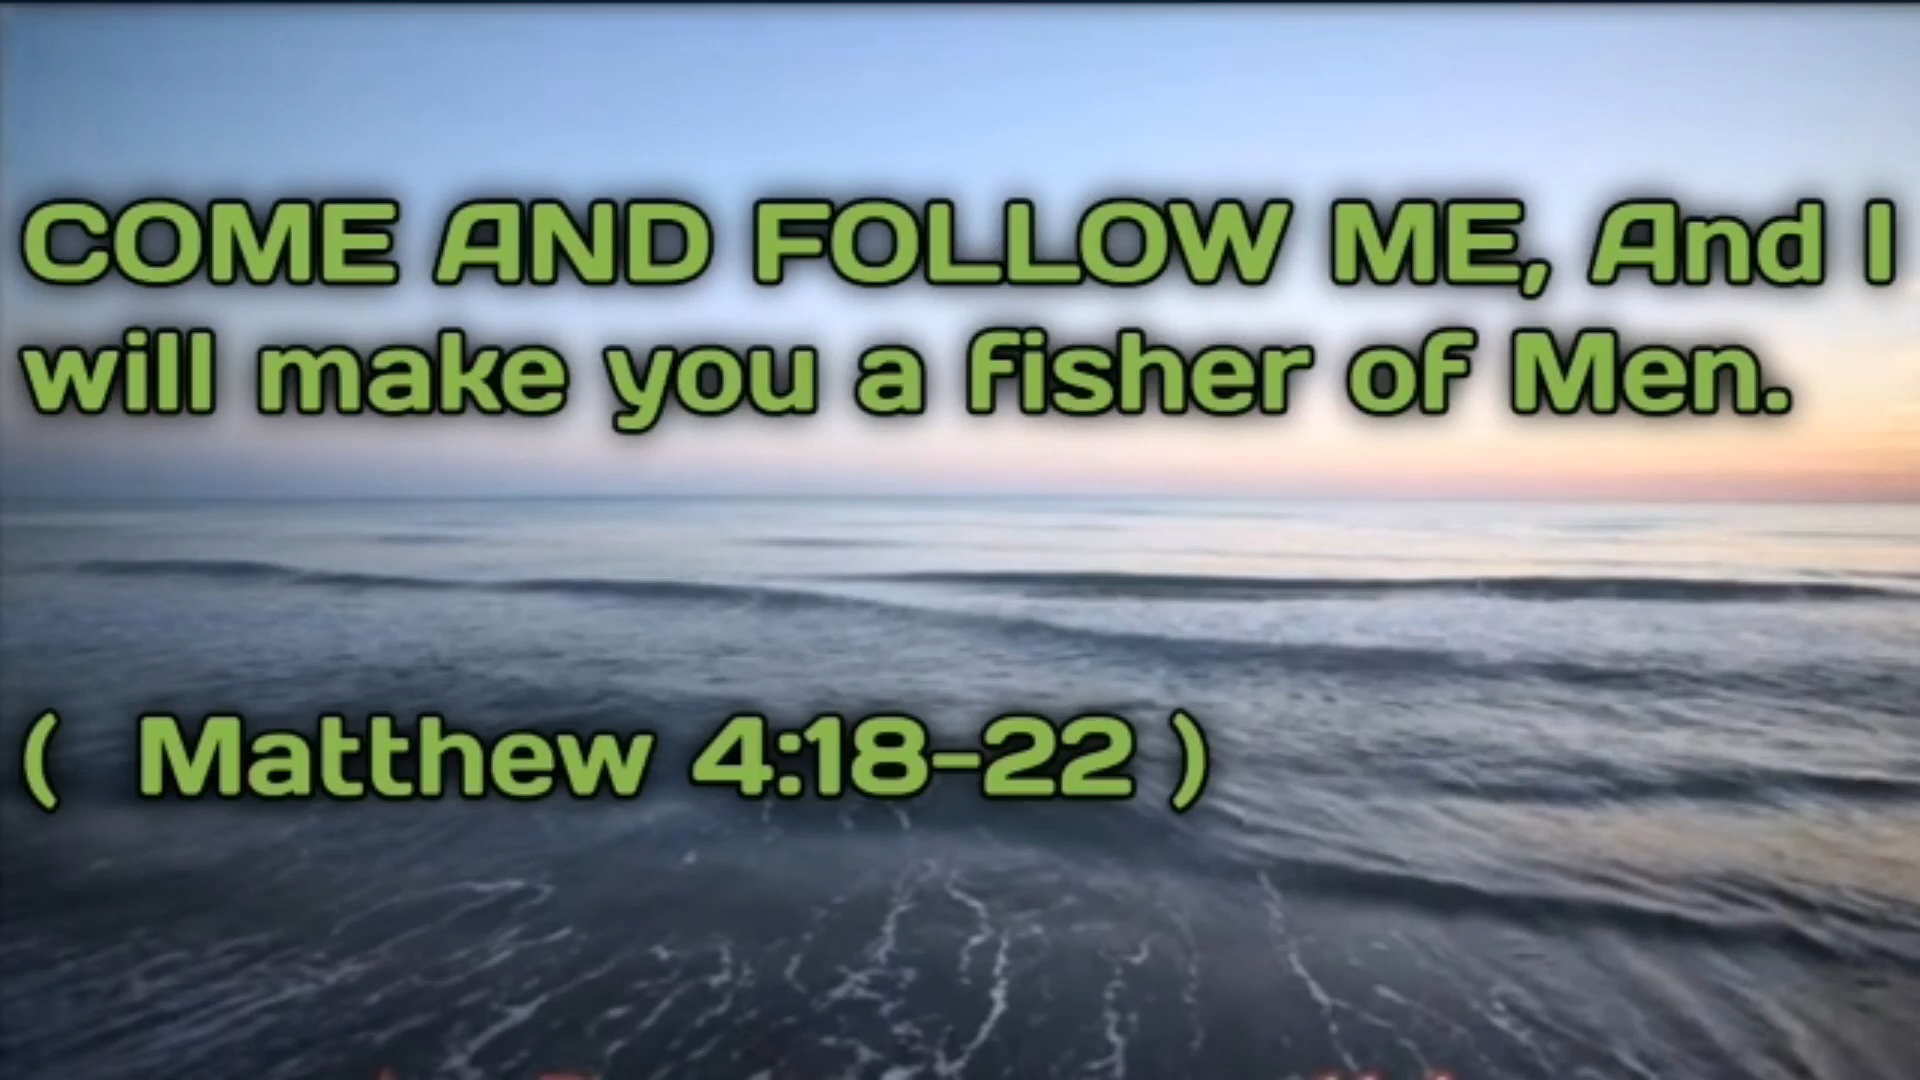 COME AND FOLLOW ME, And I
will make you a fisher of Men.
( Matthew 4:18-22 )